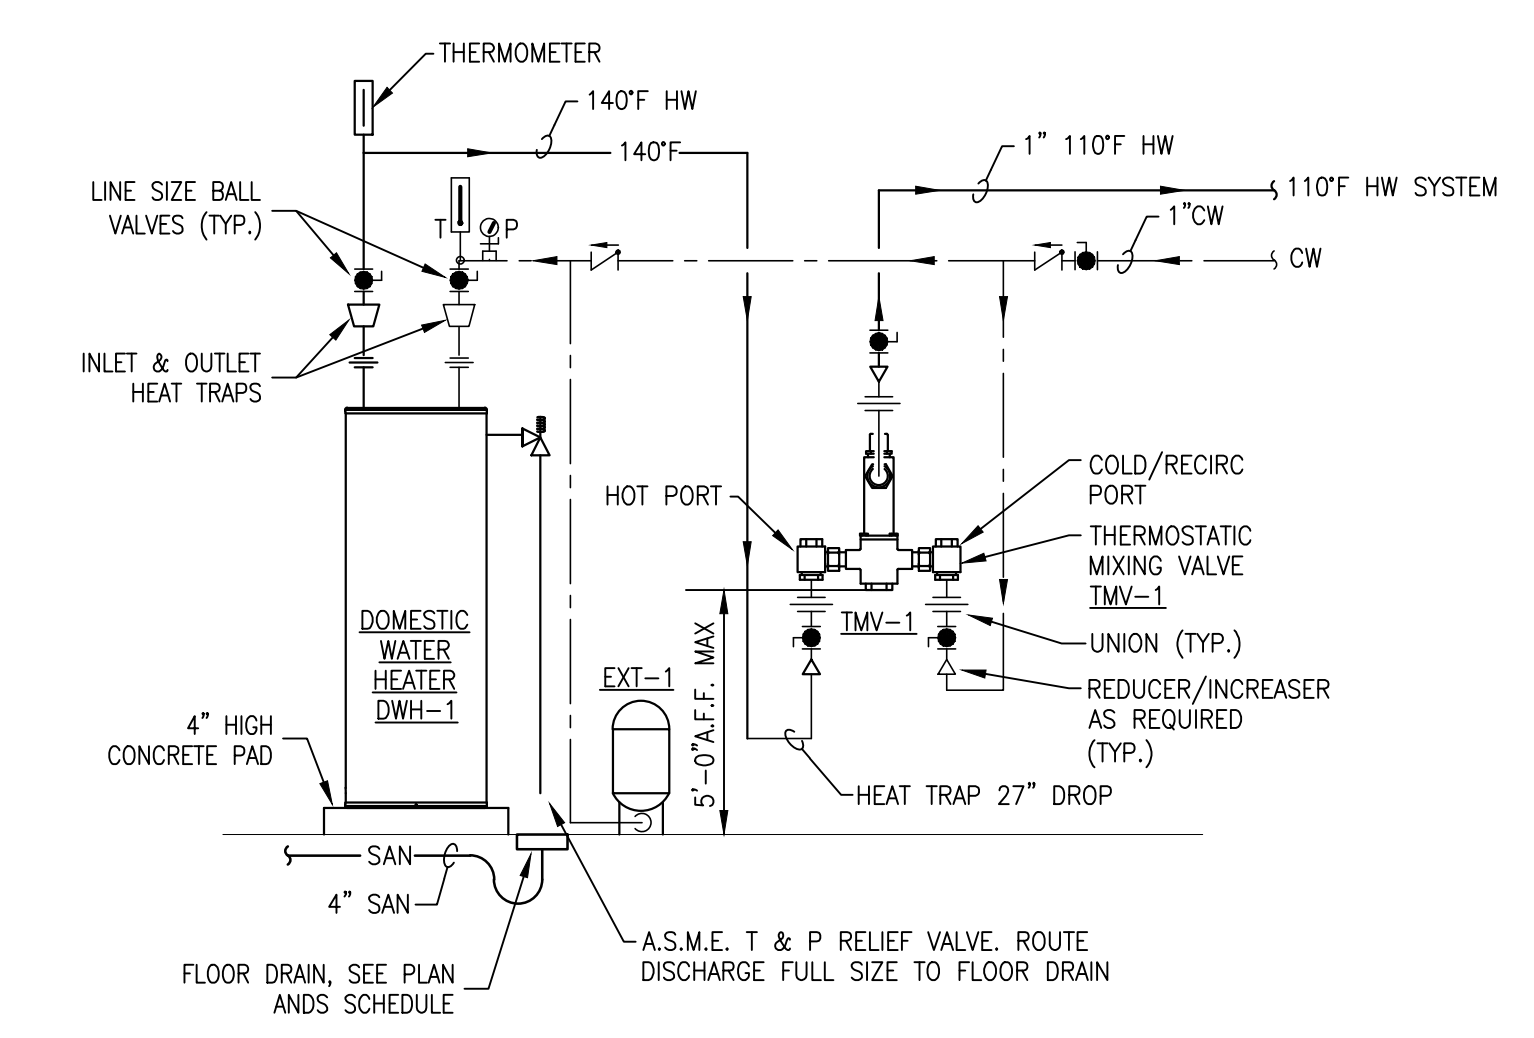 THERMOMETER
140°F HW
140°F
1" 110°F HW
110°F HW SYSTEM
LINE SIZE BALL
VALVES (TYP.)
T
P
1"CW
CW
INLET & OUTLET
HEAT TRAPS
HOT PORT
COLD/RECIRC
PORT
THERMOSTATIC
MIXING VALVE
TMV-1
TMV-1
UNION (TYP.)
DOMESTIC
WATER
HEATER
DWH-1
EXT-1
5'-0"A.F.F. MAX
REDUCER/INCREASER
AS REQUIRED
(TYP.)
4" HIGH
CONCRETE PAD
HEAT TRAP 27" DROP
SAN
4" SAN
A.S.M.E. T & P RELIEF VALVE. ROUTE
DISCHARGE FULL SIZE TO FLOOR DRAIN
FLOOR DRAIN, SEE PLAN
ANDS SCHEDULE